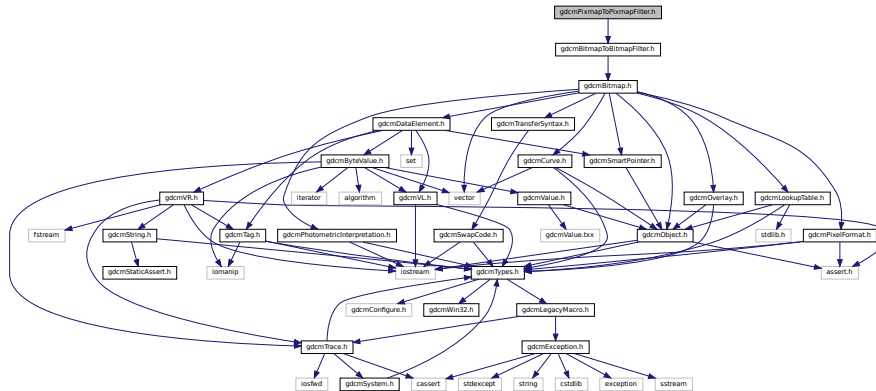 gdcmPixmapToPixmapFilter.h
gdcmBitmapToBitmapFilter.h
gdcmBitmap.h
gdcmDataElement.h
gdcmTransferSyntax.h
gdcmByteValue.h
set
gdcmCurve.h
gdcmSmartPointer.h
gdcmVR.h
iterator
algorithm
gdcmVL.h
vector
gdcmValue.h
gdcmOverlay.h
gdcmLookupTable.h
fstream
gdcmString.h
gdcmTag.h
gdcmPhotometricInterpretation.h
gdcmSwapCode.h
gdcmValue.txx
gdcmObject.h
stdlib.h
gdcmPixelFormat.h
gdcmStaticAssert.h
iomanip
iostream
gdcmTypes.h
assert.h
gdcmConfigure.h
gdcmWin32.h
gdcmLegacyMacro.h
gdcmTrace.h
gdcmException.h
iosfwd
gdcmSystem.h
cassert
stdexcept
string
cstdlib
exception
sstream